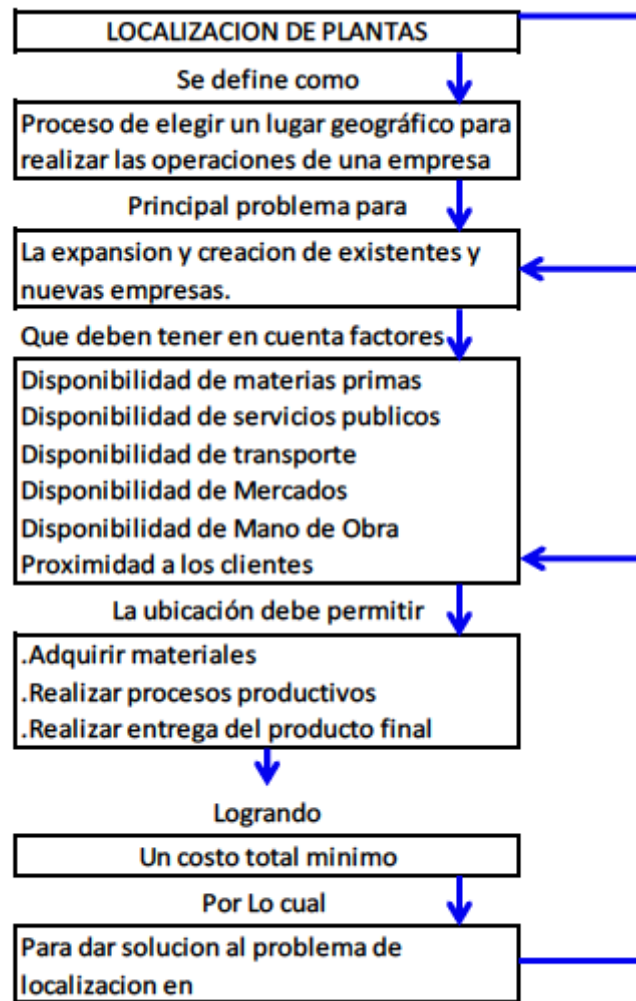 LOCALIZACION DE PLANTAS
Se define como
Proceso de elegir un lugar geográfico para
realizar las operaciones de una empresa
Principal problema para
La expansion y creacion de existentes y
nuevas empresas.
Que deben tener en cuenta factores
Disponibilidad de materias primas
Disponibilidad de servicios publicos
Disponibilidad de transporte
Disponibilidad de Mercados
Disponibilidad de Mano de Obra
Proximidad a los clientes
La ubicación debe permitir
.Adquirir materiales
.Realizar procesos productivos
.Realizar entrega del producto final
Logrando
Un costo total minimo
Por Lo cual
Para dar solucion al problema de
localizacion en